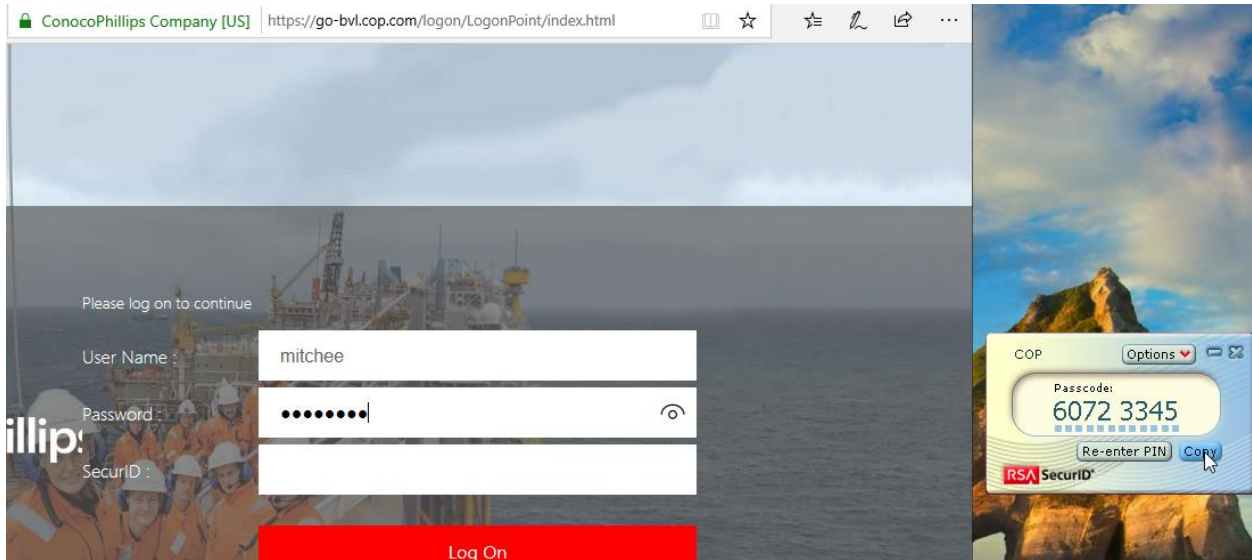 ConocoPhillips Company [US]
https://go-bvl.cop.com/logon/LogonPoint/index.html
Please log on to continue
User Name :
mitchee
Password :
illips
SecurID :
Log On
COP
Options
Passcode:
6072 3345
Re-enter PIN
Copy
RSA SecurID